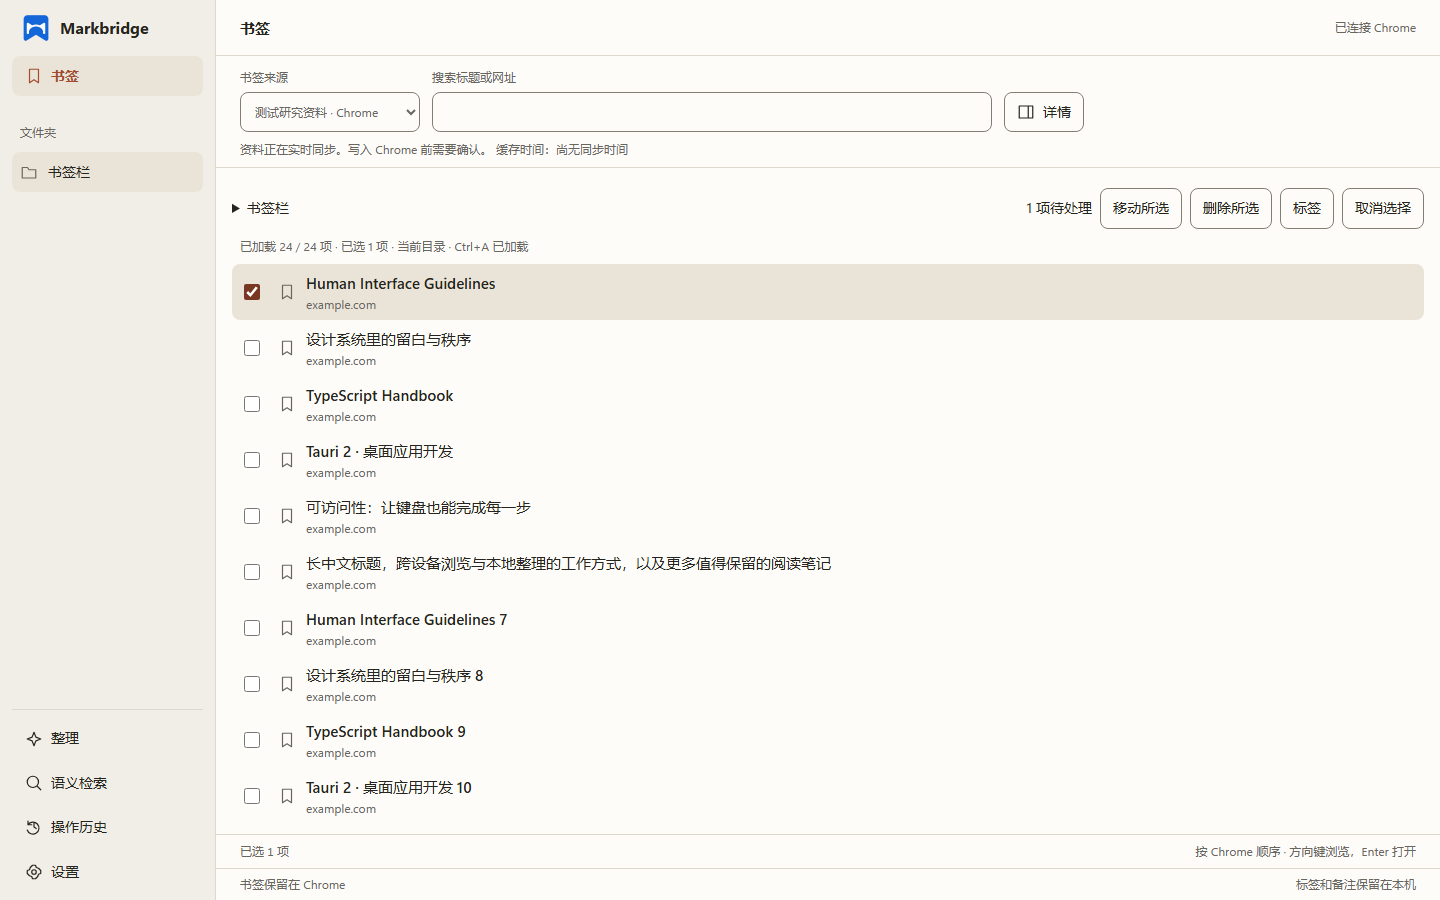 Markbridge
书签
文件夹
书签栏
整理
语义检索
操作历史
设置
书签
已连接 Chrome
书签来源
搜索标题或网址
测试研究资料 · Chrome
详情
资料正在实时同步。写入 Chrome 前需要确认。 缓存时间：尚无同步时间
书签栏
1 项待处理
移动所选
删除所选
标签
取消选择
已加载 24 / 24 项 · 已选 1 项 · 当前目录 · Ctrl+A 已加载
Human Interface Guidelines
example.com
设计系统里的留白与秩序
example.com
TypeScript Handbook
example.com
Tauri 2 · 桌面应用开发
example.com
可访问性：让键盘也能完成每一步
example.com
长中文标题，跨设备浏览与本地整理的工作方式，以及更多值得保留的阅读笔记
example.com
Human Interface Guidelines 7
example.com
设计系统里的留白与秩序 8
example.com
TypeScript Handbook 9
example.com
Tauri 2 · 桌面应用开发 10
example.com
已选 1 项
按 Chrome 顺序 · 方向键浏览，Enter 打开
书签保留在 Chrome
标签和备注保留在本机